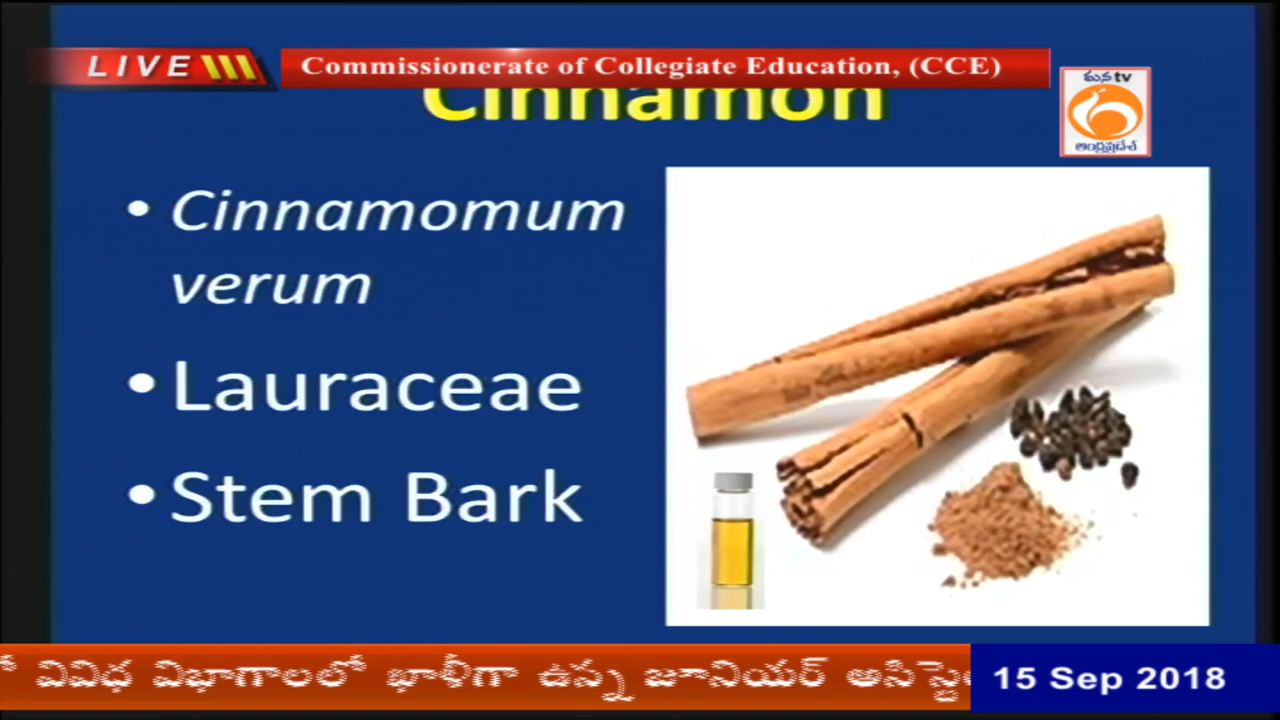 LIVE
Commissionerate of Collegiate Education, (CCE)
మన tv
ఆంధ్రప్రదేశ్
Cinnamon
• Cinnamomum
verum
• Lauraceae
• Stem Bark
వివిధ విభాగాలలో ఖాళీగా ఉన్న జూనియర్
15 Sep 2018